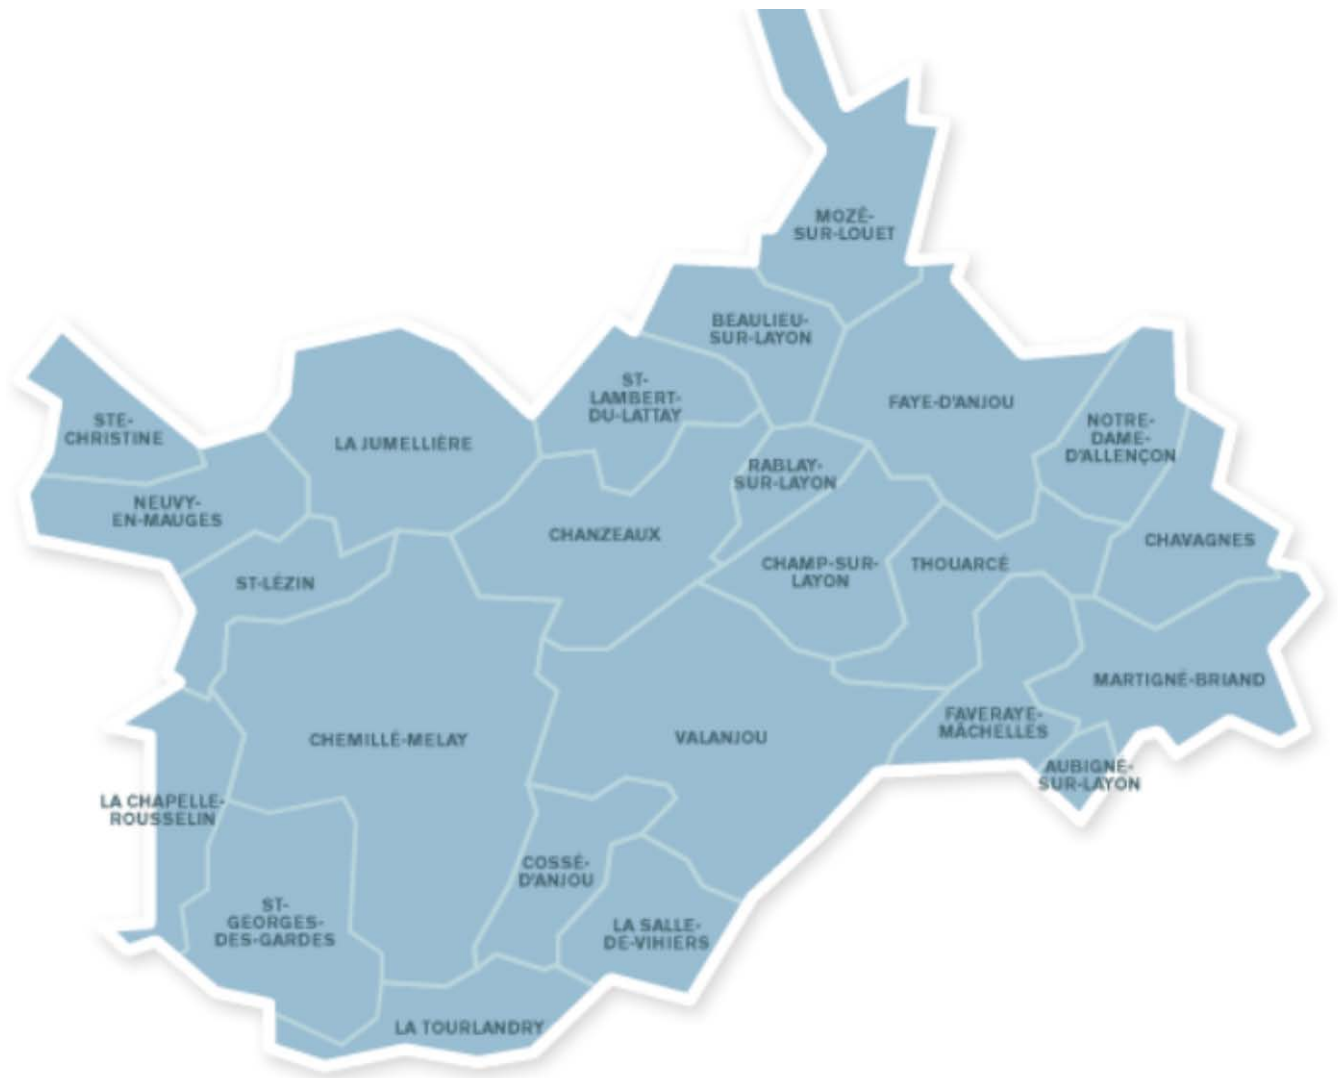 MOZÉ-
SUR-LOUET
BEAULIEU-
SUR-LAYON
ST-
LAMBERT-
DU-LATTAY
FAYE-D'ANJOU
NOTRE-
DAME-
D'ALLENÇON
STE-
CHRISTINE
LA JUMELLIÈRE
RABLAY-
SUR-LAYON
NEUVY-
EN-MAUGES
CHANZEAUX
CHAVAGNES
ST-LÉZIN
CHAMP-SUR-
LAYON
THOUARCÉ
MARTIGNÉ-BRIAND
FAVERAYE-
MÂCHELLES
CHEMILLÉ-MELAY
VALANJOU
AUBIGNÉ-
SUR-LAYON
LA CHAPELLE-
ROUSSELIN
COSSÉ-
D'ANJOU
ST-
GEORGES-
DES-GARDES
LA SALLE-
DE-VIHIERS
LA TOURLANDRY